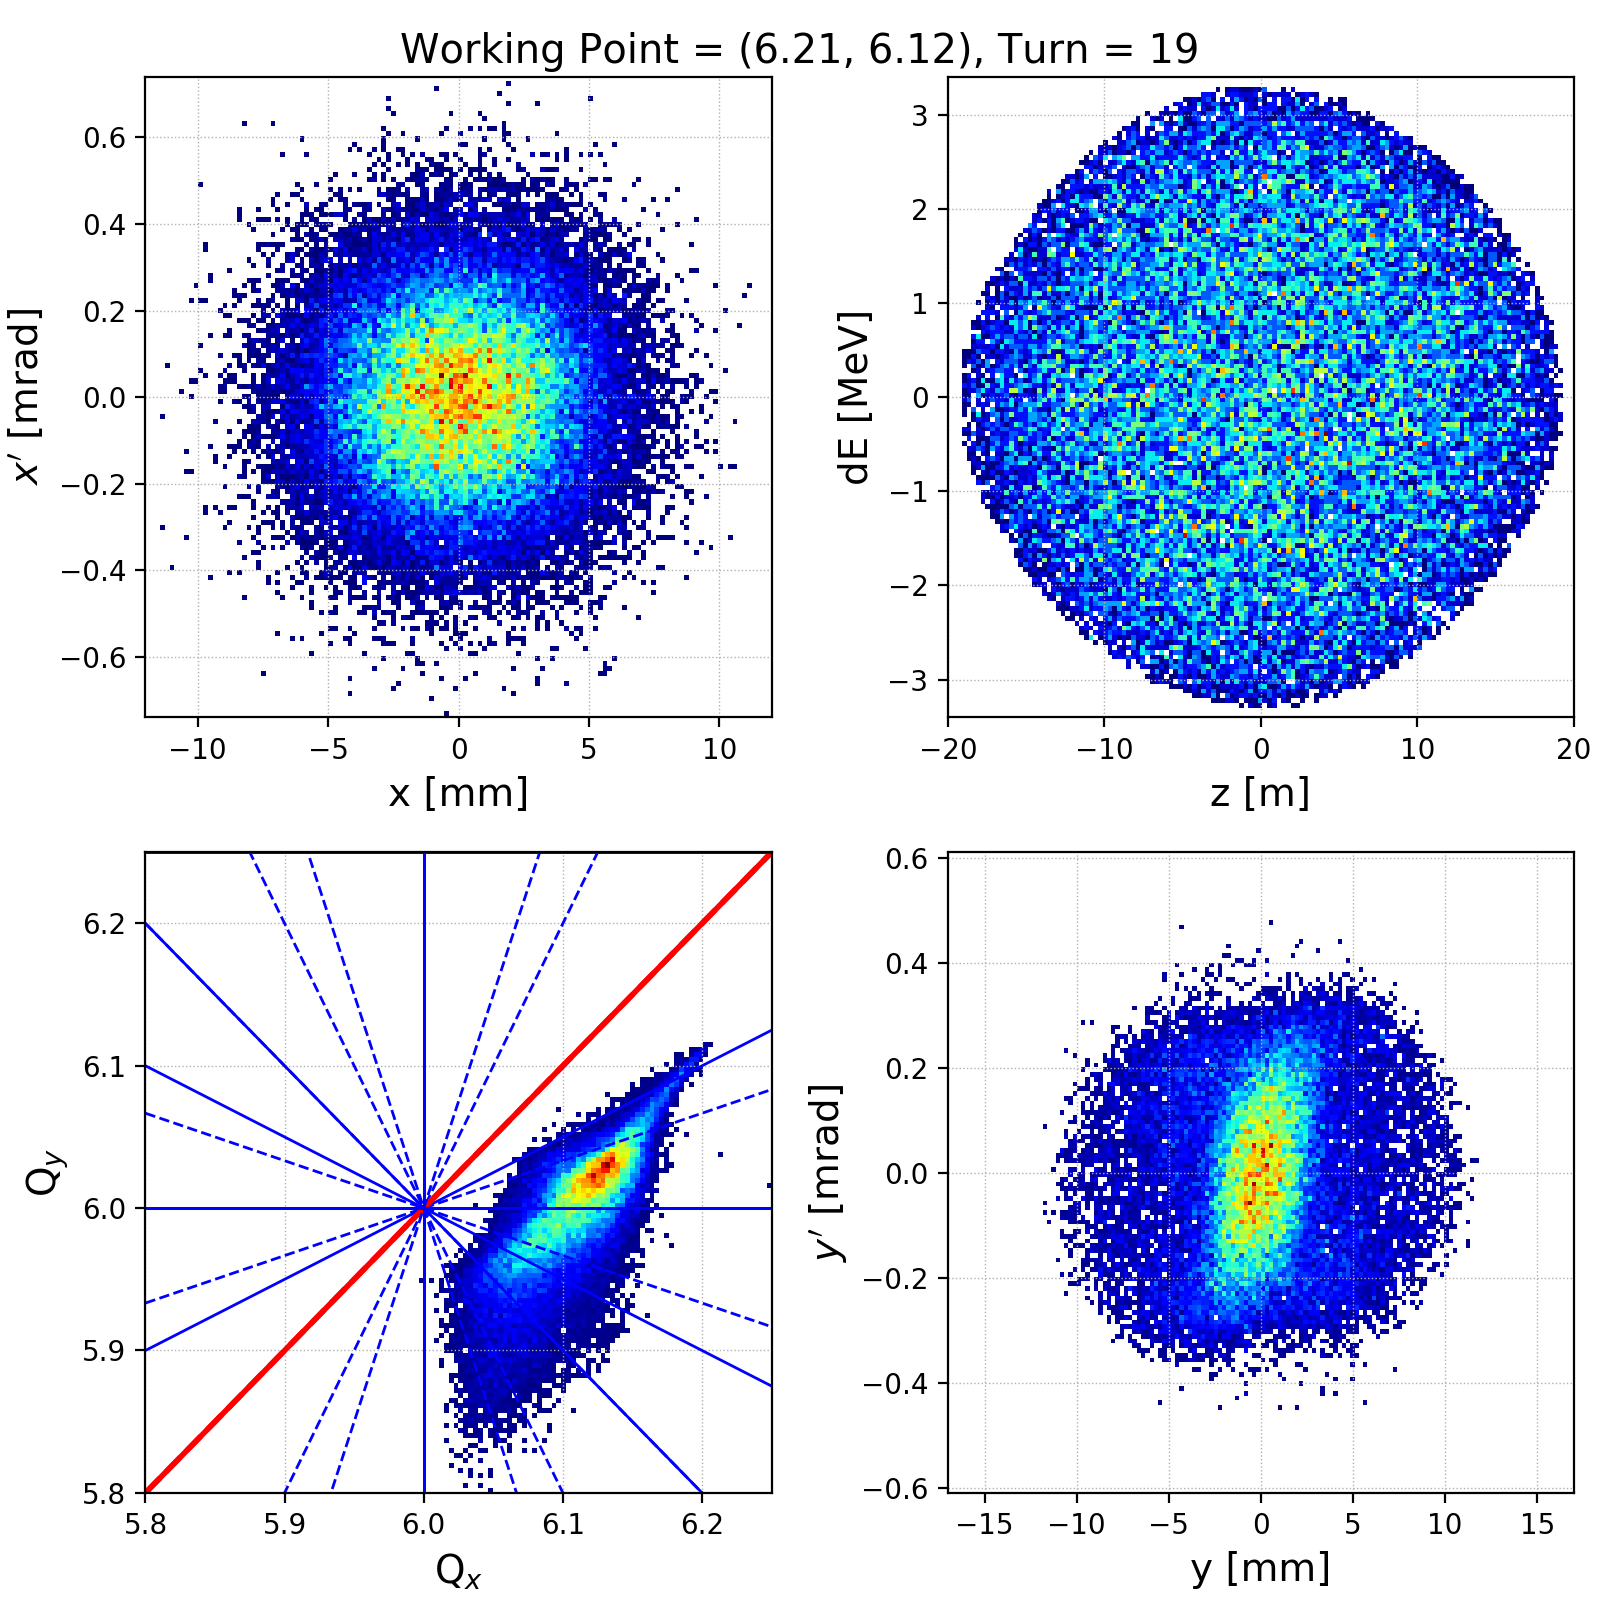 Working Point = (6.21, 6.12), Turn = 19
0.6
0.4
0.2
0.0
−0.2
−0.4
−0.6
x′ [mrad]
−10 −5 0 5 10
x [mm]
3
2
1
0
−1
−2
−3
dE [MeV]
−20 −10 0 10 20
z [m]
6.2
6.1
6.0
5.9
5.8
Qy
5.8 5.9 6.0 6.1 6.2
Qx
0.6
0.4
0.2
0.0
−0.2
−0.4
−0.6
y′ [mrad]
−15 −10 −5 0 5 10 15
y [mm]